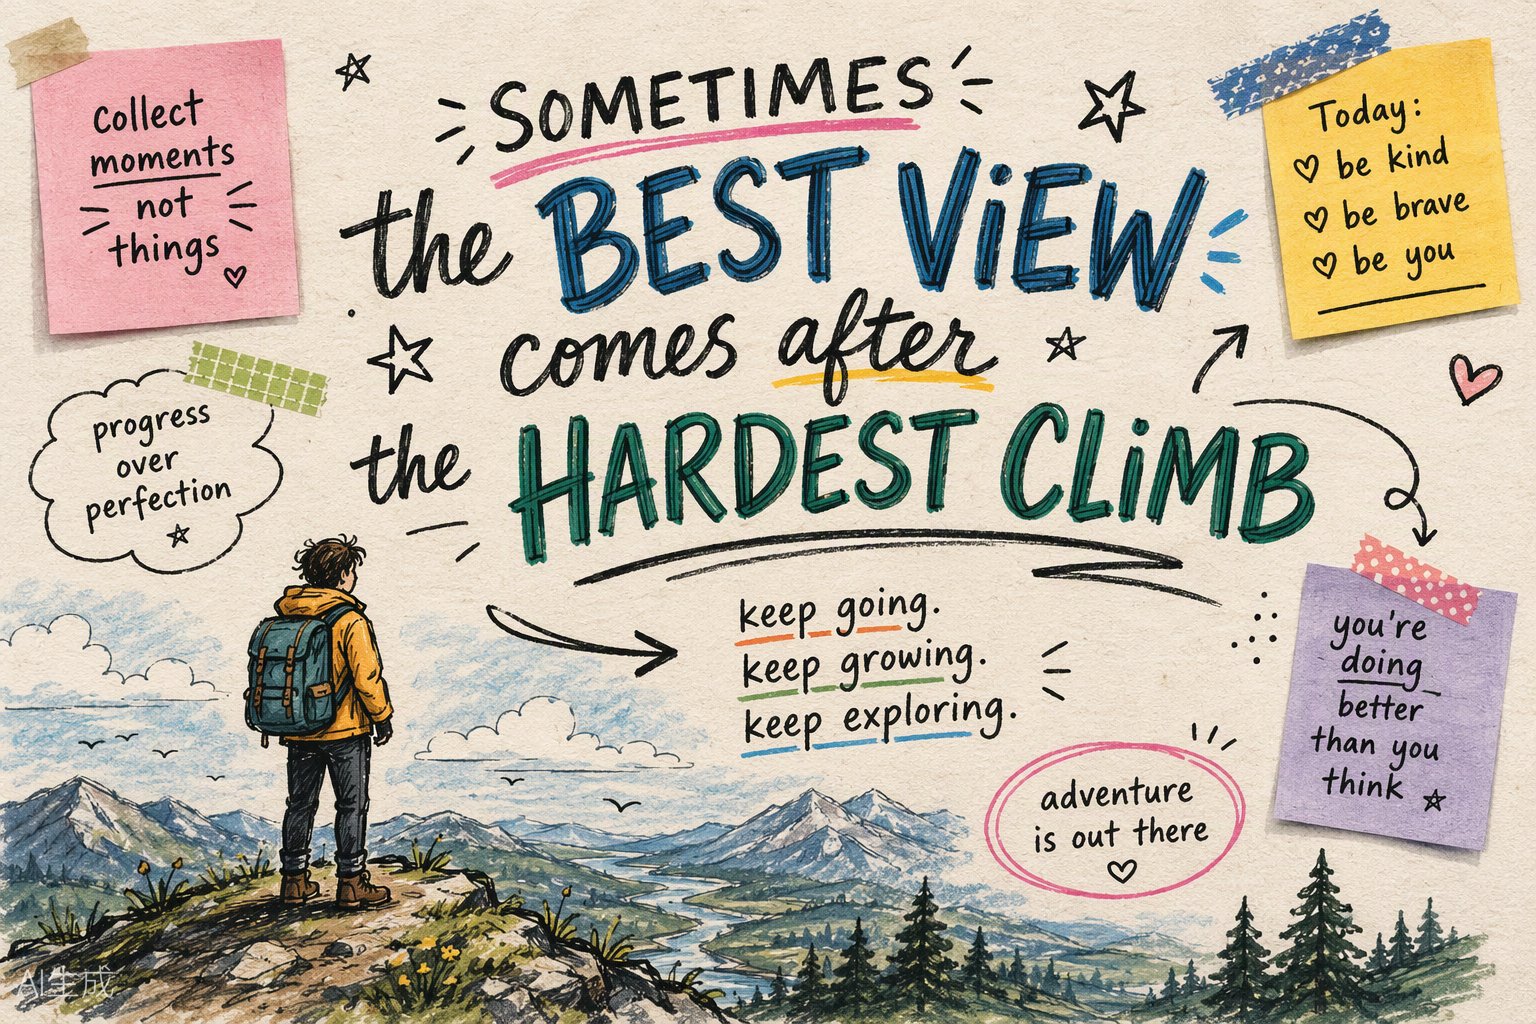 Collect
moments
not
things
SOMETIMES
the BEST ViEW
comes after
the HARDEST CLiMB
Today:
♡ be kind
♡ be brave
♡ be you
progress
over
perfection
keep going.
keep growing.
keep exploring.
you're
doing
better
than you
think
adventure
is out there
AI生成